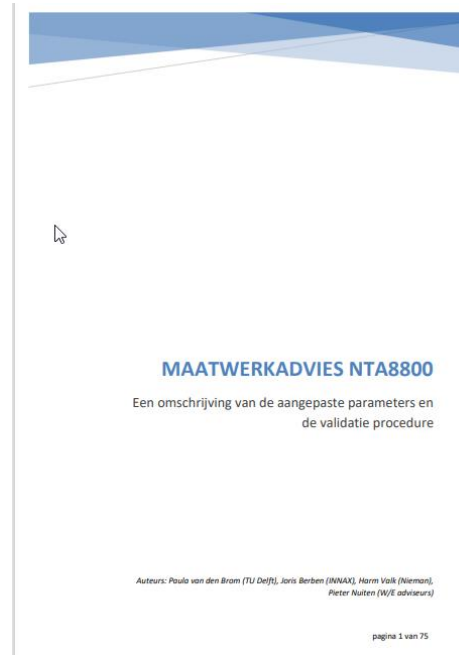 MAATWERKADVIES NTA8800
Een omschrijving van de aangepaste parameters en
de validatie procedure
Auteurs: Paula van den Brom (TU Delft), Joris Berben (INNAX), Harm Valk (Nieman),
Pieter Nuiten (W/E adviseurs)
pagina 1 van 75